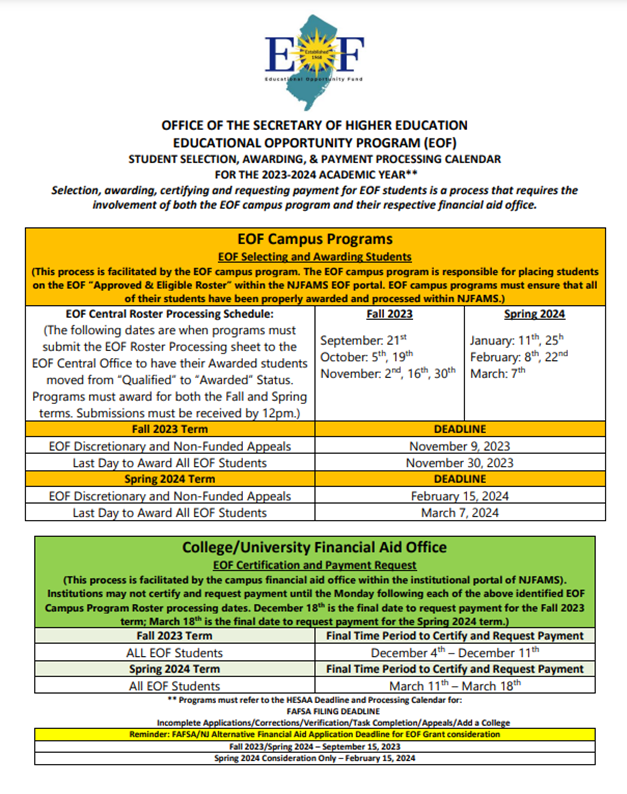 EOF
Established
1968
Educational Opportunity Fund
OFFICE OF THE SECRETARY OF HIGHER EDUCATION
EDUCATIONAL OPPORTUNITY PROGRAM (EOF)
STUDENT SELECTION, AWARDING, & PAYMENT PROCESSING CALENDAR
FOR THE 2023-2024 ACADEMIC YEAR**
Selection, awarding, certifying and requesting payment for EOF students is a process that requires the
involvement of both the EOF campus program and their respective financial aid office.
EOF Campus Programs
EOF Selecting and Awarding Students
(This process is facilitated by the EOF campus program. The EOF campus program is responsible for placing students
on the EOF "Approved & Eligible Roster" within the NJFAMS EOF portal. EOF campus programs must ensure that all
of their students have been properly awarded and processed within NJFAMS.)
EOF Central Roster Processing Schedule:
(The following dates are when programs must
submit the EOF Roster Processing sheet to the
EOF Central Office to have their Awarded students
moved from "Qualified" to "Awarded" Status.
Programs must award for both the Fall and Spring
terms. Submissions must be received by 12pm.)
Fall 2023
September: 21st
October: 5th, 19th
November: 2nd, 16th, 30th
Spring 2024
January: 11th, 25h
February: 8th, 22nd
March: 7th
Fall 2023 Term DEADLINE
EOF Discretionary and Non-Funded Appeals November 9, 2023
Last Day to Award All EOF Students November 30, 2023
Spring 2024 Term DEADLINE
EOF Discretionary and Non-Funded Appeals February 15, 2024
Last Day to Award All EOF Students March 7, 2024
College/University Financial Aid Office
EOF Certification and Payment Request
(This process is facilitated by the campus financial aid office within the institutional portal of NJFAMS).
Institutions may not certify and request payment until the Monday following each of the above identified EOF
Campus Program Roster processing dates. December 18th is the final date to request payment for the Fall 2023
term; March 18th is the final date to request payment for the Spring 2024 term.)
Fall 2023 Term Final Time Period to Certify and Request Payment
ALL EOF Students December 4th – December 11th
Spring 2024 Term Final Time Period to Certify and Request Payment
All EOF Students March 11th – March 18th
** Programs must refer to the HESAA Deadline and Processing Calendar for:
FAFSA FILING DEADLINE
Incomplete Applications/Corrections/Verification/Task Completion/Appeals/Add a College
Reminder: FAFSA/NJ Alternative Financial Aid Application Deadline for EOF Grant consideration
Fall 2023/Spring 2024 – September 15, 2023
Spring 2024 Consideration Only – February 15, 2024